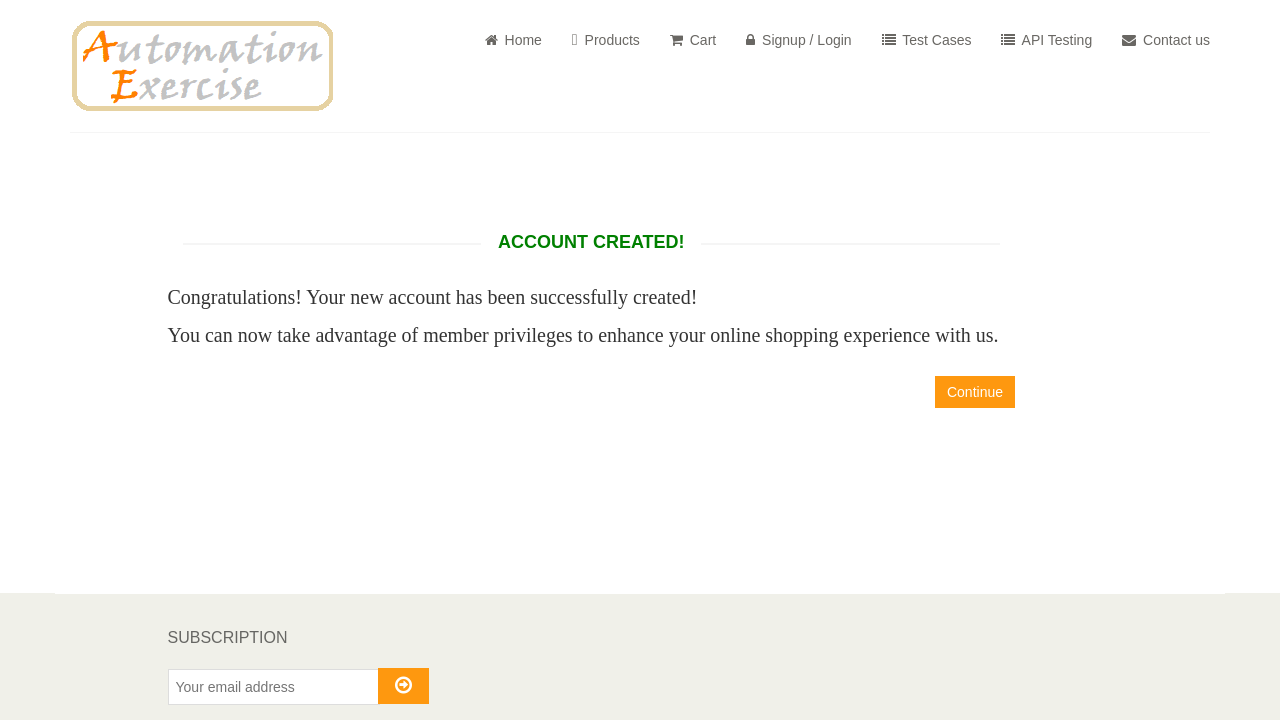 Automation
Exercise
Home
Products
Cart
Signup / Login
Test Cases
API Testing
Contact us
ACCOUNT CREATED!
Congratulations! Your new account has been successfully created!
You can now take advantage of member privileges to enhance your online shopping experience with us.
Continue
SUBSCRIPTION
Your email address